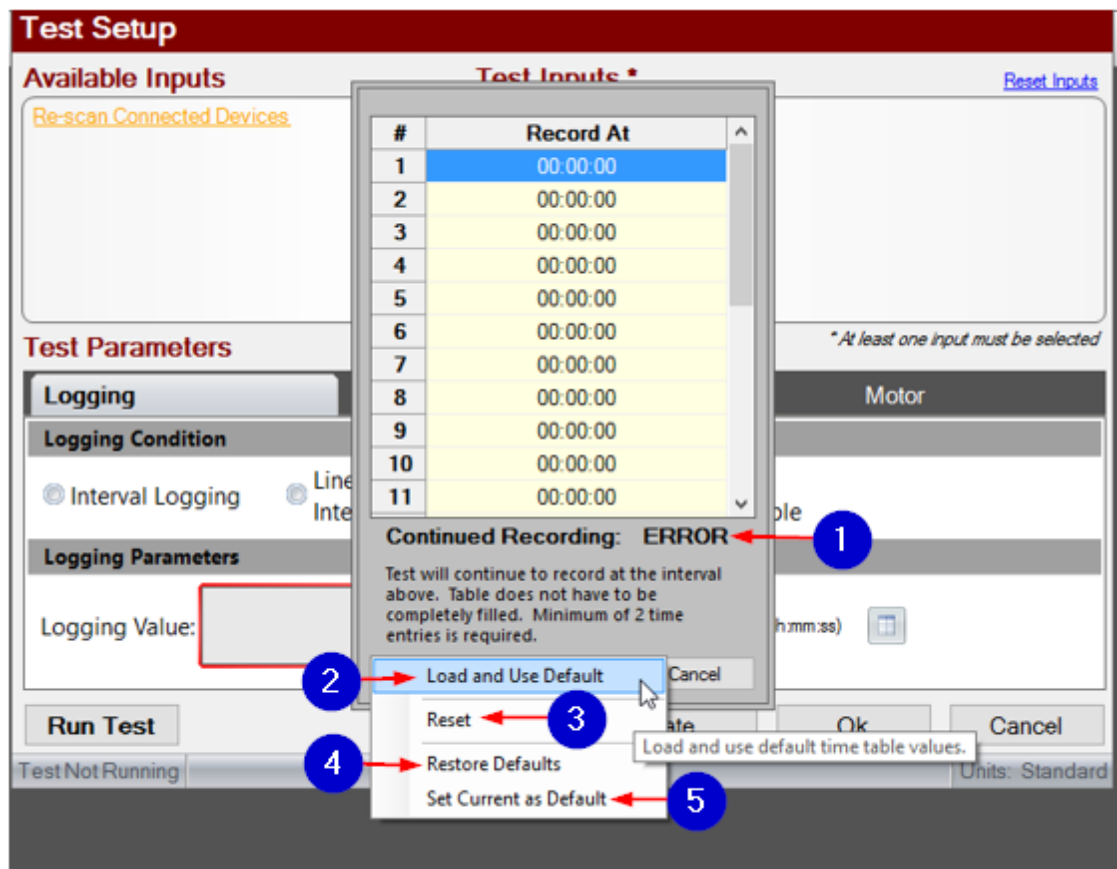 Test Setup
Available Inputs
Test Inputs *
Reset Inputs
Re-scan Connected Devices
# Record At
1 00:00:00
2 00:00:00
3 00:00:00
4 00:00:00
5 00:00:00
6 00:00:00
7 00:00:00
8 00:00:00
9 00:00:00
10 00:00:00
11 00:00:00
* At least one input must be selected
Test Parameters
Logging
Motor
Logging Condition
Interval Logging
Line
Inte
ble
Continued Recording: ERROR
1
Logging Parameters
Test will continue to record at the interval
above. Table does not have to be
completely filled. Minimum of 2 time
entries is required.
Logging Value:
h:mm:ss)
2
Load and Use Default
Cancel
Reset
3
Run Test
ate
Ok
Cancel
Load and use default time table values.
4
Restore Defaults
Test Not Running
Units: Standard
Set Current as Default
5